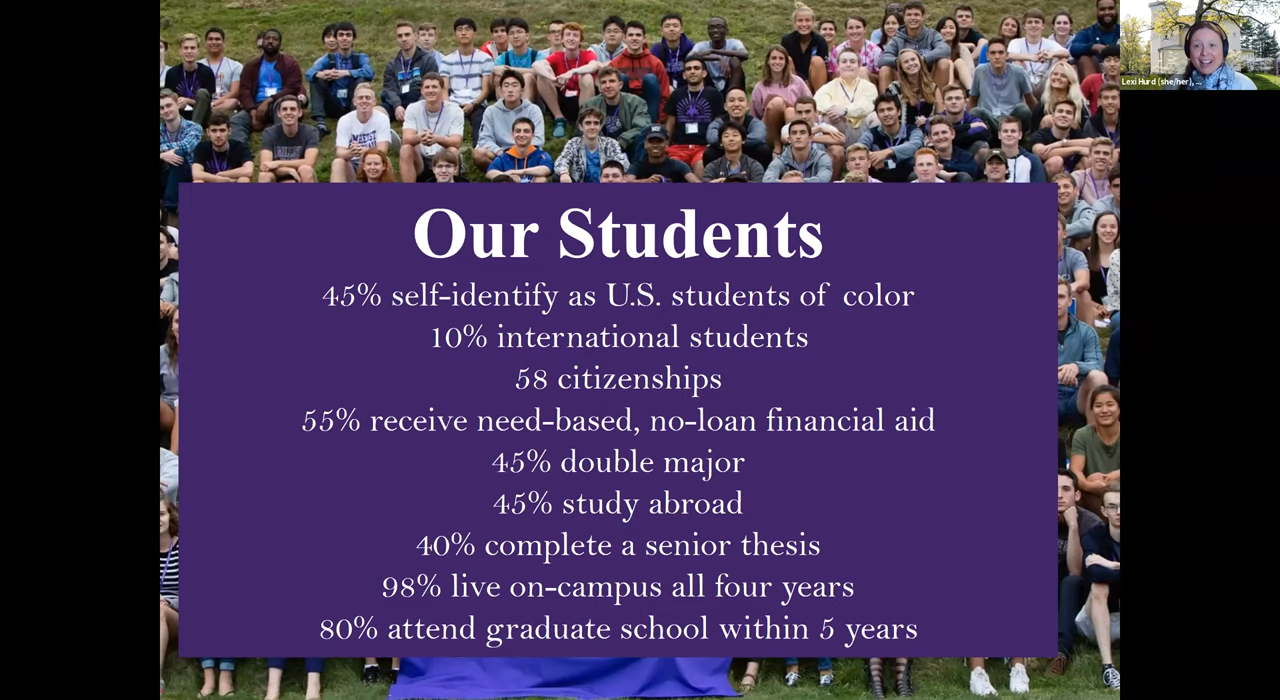 Lexi Hurd (she/her), ...
Our Students
45% self-identify as U.S. students of color
10% international students
58 citizenships
55% receive need-based, no-loan financial aid
45% double major
45% study abroad
40% complete a senior thesis
98% live on-campus all four years
80% attend graduate school within 5 years